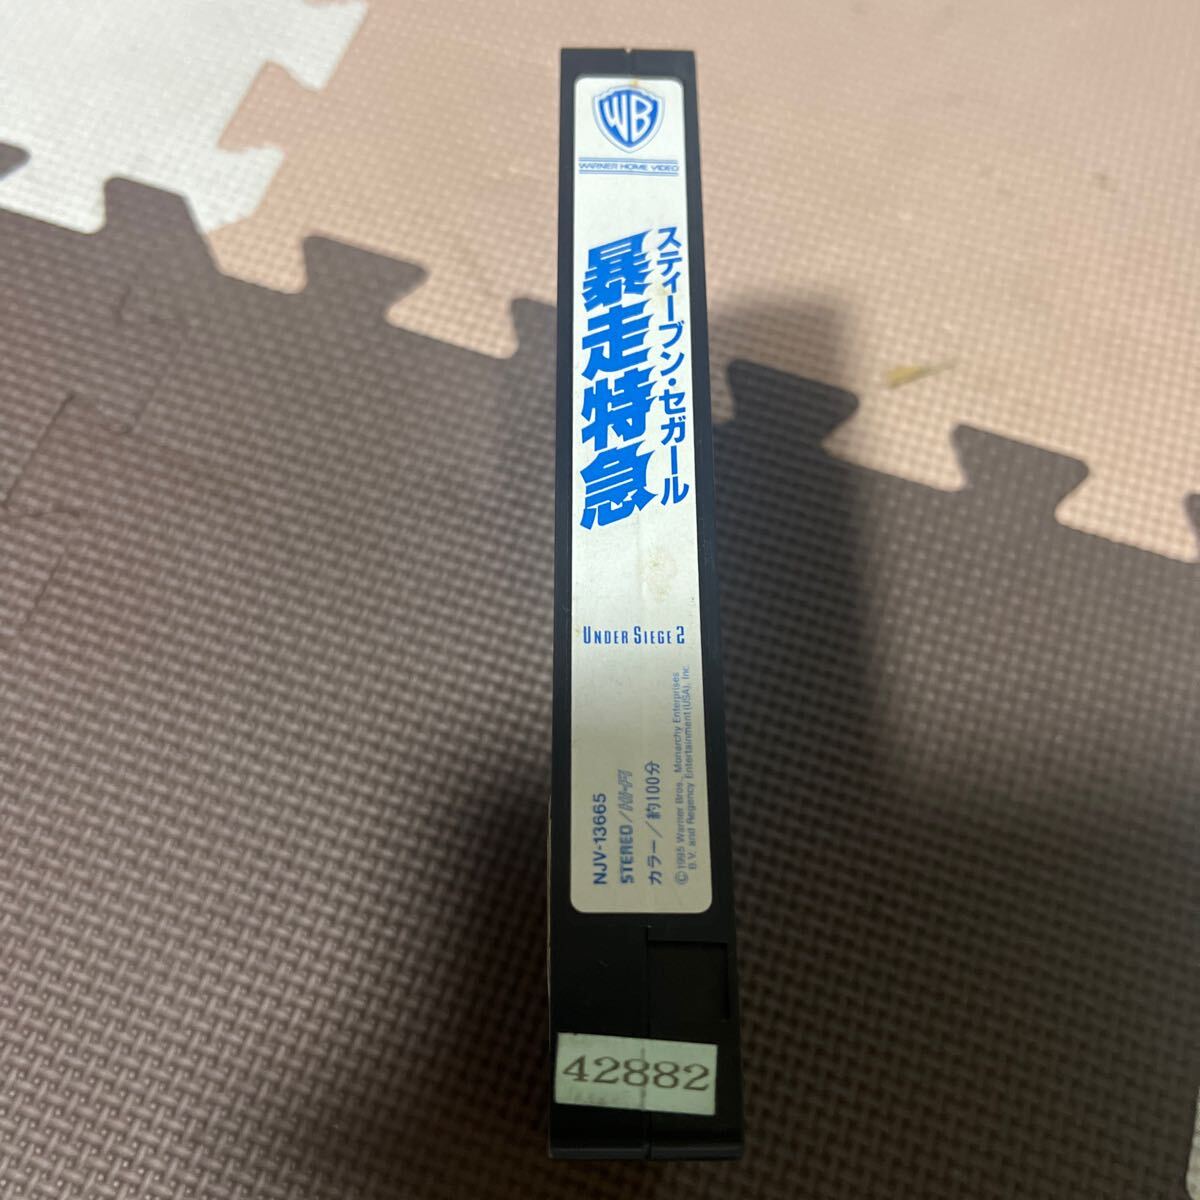 WB
WARNER HOME VIDEO
スティーブン・セガール
暴走特急
UNDER SIEGE 2
NJV-13665
STEREO/Hi-Fi
カラー/約100分
©1995 Warner Bros., Monarchy Enterprises
B.V. and Regency Entertainment (USA), Inc.
42882